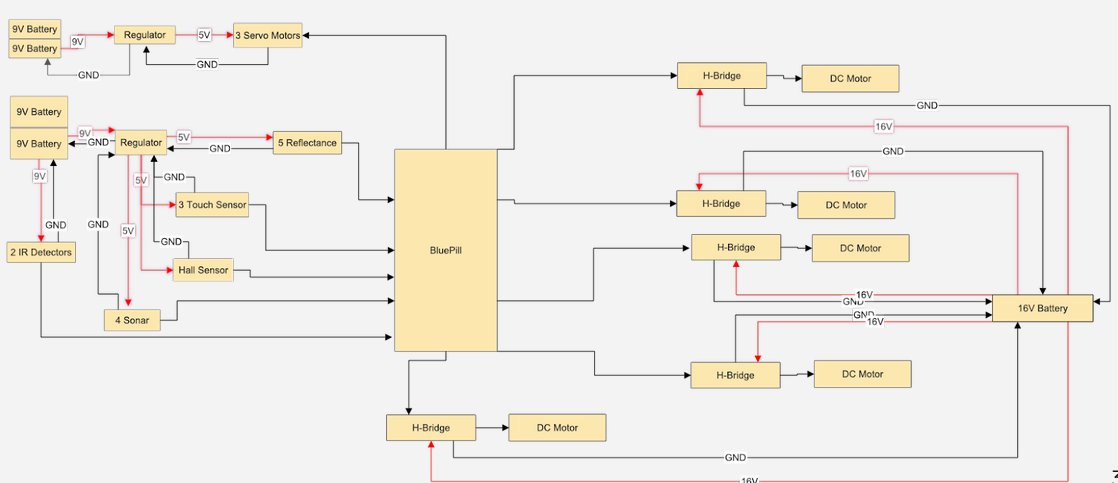 9V Battery
9V Battery
9V
Regulator
5V
3 Servo Motors
GND
GND
9V Battery
9V Battery
9V
GND
Regulator
5V
GND
5 Reflectance
9V
5V
GND
3 Touch Sensor
GND
GND
5V
GND
2 IR Detectors
Hall Sensor
4 Sonar
BluePill
H-Bridge
DC Motor
GND
16V
GND
16V
H-Bridge
DC Motor
H-Bridge
DC Motor
16V
GND
16V Battery
GND
16V
H-Bridge
DC Motor
H-Bridge
DC Motor
GND
16V